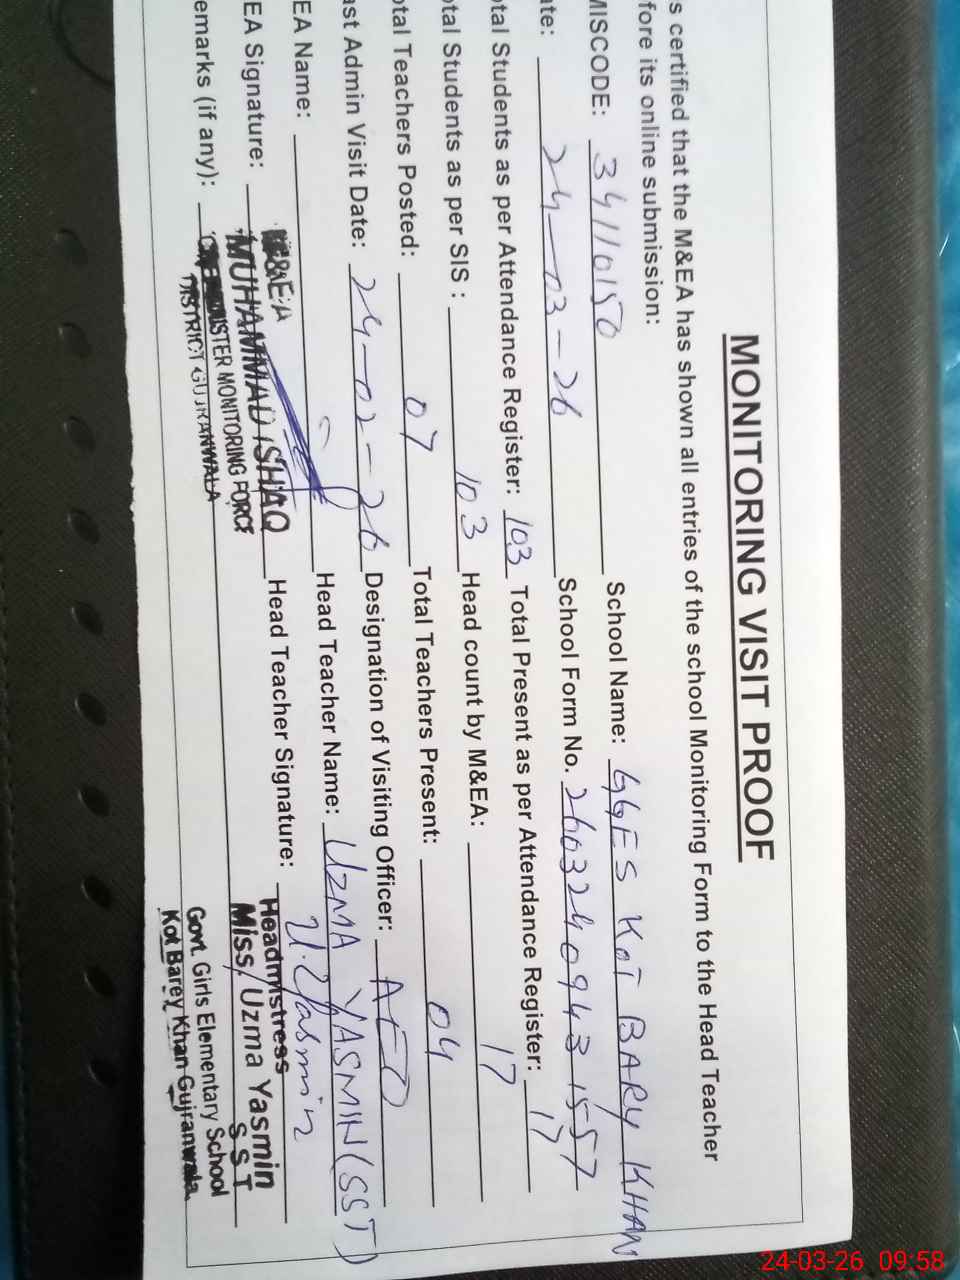 MONITORING VISIT PROOF
s certified that the M&EA has shown all entries of the school Monitoring Form to the Head Teacher
fore its online submission:
MISCODE: 34110150 School Name: GGES KOT BARY KHAN
ate: 24-03-26 School Form No. 26032409431557
otal Students as per Attendance Register: 103 Total Present as per Attendance Register: 17
otal Students as per SIS : 103 Head count by M&EA: 17
otal Teachers Posted: 07 Total Teachers Present: 04
ast Admin Visit Date: 24-02-26 Designation of Visiting Officer: AEO
EA Name: Head Teacher Name: UZMA YASMIN(SST)
EA Signature: Head Teacher Signature: U.Yasmin
emarks (if any):
M&E.A
MUHAMMAD ISHAQ
MONITORING FORCE
DISTRICT GUJRANWALA
Headmistress
Miss Uzma Yasmin
S S T
Govt. Girls Elementary School
Kot Barey Khan Gujranwala
24-03-26 09:58